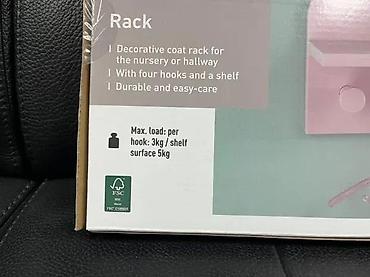 Rack
| Decorative coat rack for
the nursery or hallway
| With four hooks and a shelf
| Durable and easy-care
Max. load: per
hook: 3kg / shelf
surface 5kg
FSC